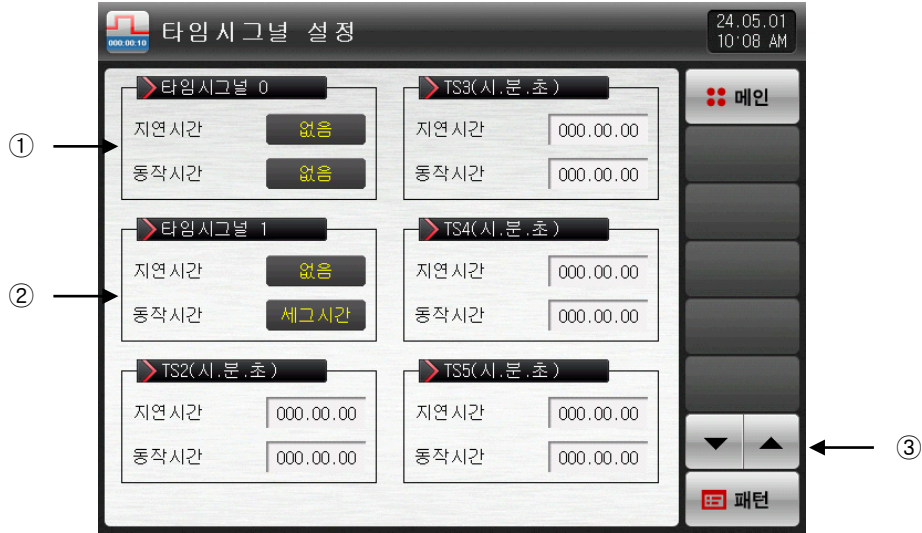 000:00:10
타임시그널 설정
24.05.01
10:08 AM
①
타임시그널 0
지연시간 없음
동작시간 없음
TS3(시.분.초)
지연시간 000.00.00
동작시간 000.00.00
메인
②
타임시그널 1
지연시간 없음
동작시간 세그시간
TS4(시.분.초)
지연시간 000.00.00
동작시간 000.00.00
TS2(시.분.초)
지연시간 000.00.00
동작시간 000.00.00
TS5(시.분.초)
지연시간 000.00.00
동작시간 000.00.00
③
패턴